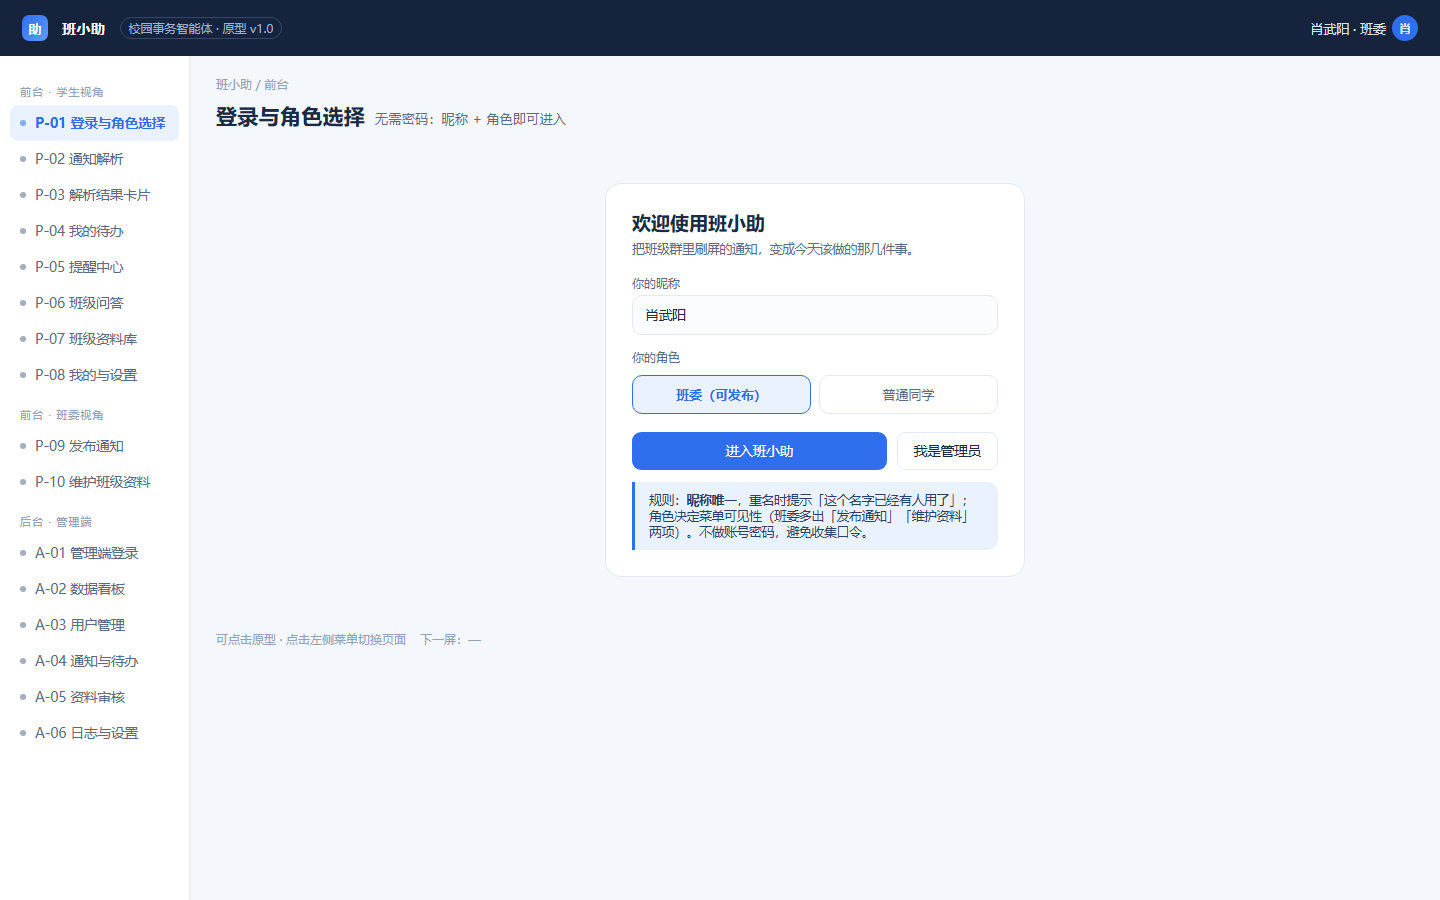 助 班小助 校园事务智能体 · 原型 v1.0
肖武阳 · 班委 肖
前台 · 学生视角
P-01 登录与角色选择
P-02 通知解析
P-03 解析结果卡片
P-04 我的待办
P-05 提醒中心
P-06 班级问答
P-07 班级资料库
P-08 我的与设置
前台 · 班委视角
P-09 发布通知
P-10 维护班级资料
后台 · 管理端
A-01 管理端登录
A-02 数据看板
A-03 用户管理
A-04 通知与待办
A-05 资料审核
A-06 日志与设置
班小助 / 前台
登录与角色选择 无需密码：昵称 + 角色即可进入
欢迎使用班小助
把班级群里刷屏的通知，变成今天该做的那几件事。
你的昵称
肖武阳
你的角色
班委（可发布） 普通同学
进入班小助 我是管理员
规则：昵称唯一，重名时提示「这个名字已经有人用了」；
角色决定菜单可见性（班委多出「发布通知」「维护资料」
两项）。不做账号密码，避免收集口令。
可点击原型 · 点击左侧菜单切换页面 下一屏：—